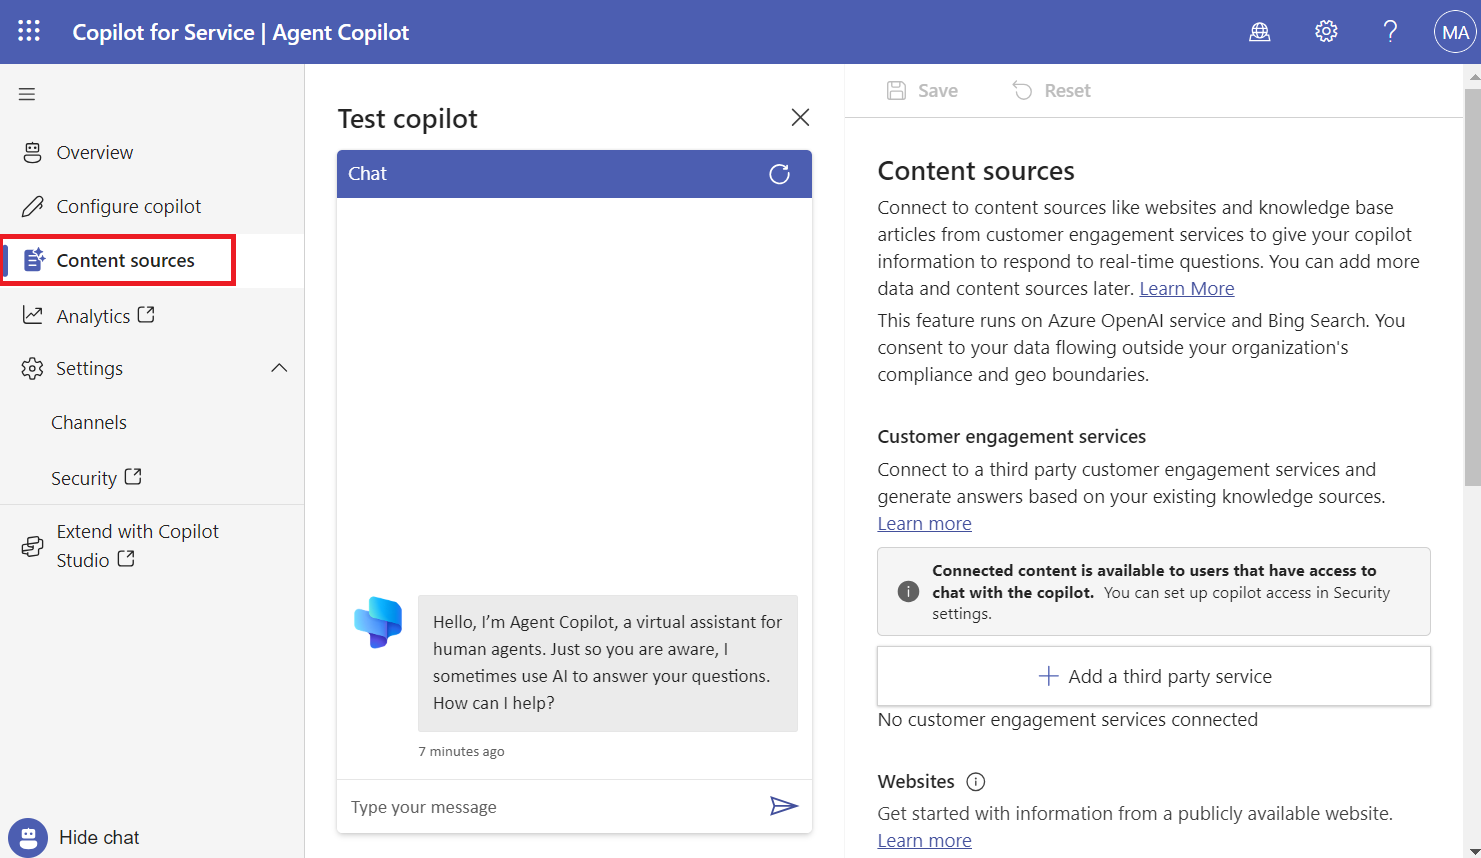 Copilot for Service | Agent Copilot
MA
Overview
Configure copilot
Content sources
Analytics
Settings
Channels
Security
Extend with Copilot
Studio
Hide chat
Test copilot
Chat
Hello, I'm Agent Copilot, a virtual assistant for
human agents. Just so you are aware, I
sometimes use AI to answer your questions.
How can I help?
7 minutes ago
Type your message
Save
Reset
Content sources
Connect to content sources like websites and knowledge base
articles from customer engagement services to give your copilot
information to respond to real-time questions. You can add more
data and content sources later. Learn More
This feature runs on Azure OpenAI service and Bing Search. You
consent to your data flowing outside your organization's
compliance and geo boundaries.
Customer engagement services
Connect to a third party customer engagement services and
generate answers based on your existing knowledge sources.
Learn more
Connected content is available to users that have access to
chat with the copilot. You can set up copilot access in Security
settings.
Add a third party service
No customer engagement services connected
Websites
Get started with information from a publicly available website.
Learn more